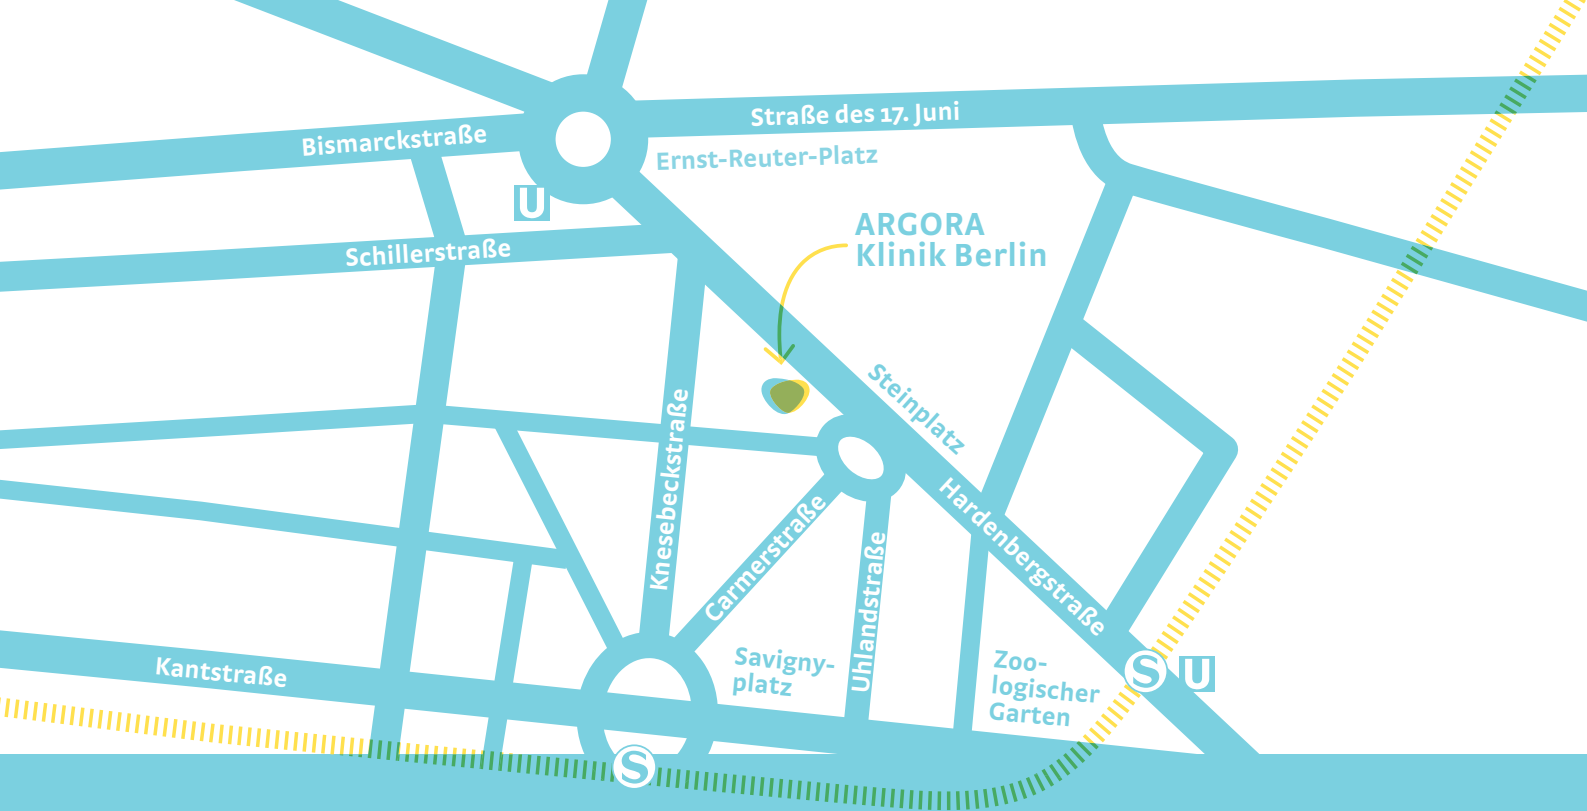 Straße des 17. Juni
Bismarckstraße
Ernst-Reuter-Platz
U
ARGORA
Klinik Berlin
Schillerstraße
Steinplatz
Knesebeckstraße
Hardenbergstraße
Carmerstraße
Uhlandstraße
Savigny-
platz
Zoo-
logischer
Garten
Kantstraße
S
U
S